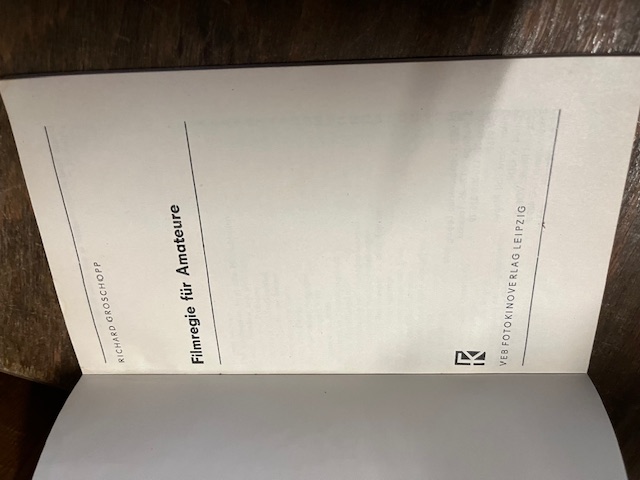 RICHARD GROSCHOPP
Filmregie für Amateure
VEB FOTOKINOVERLAG LEIPZIG